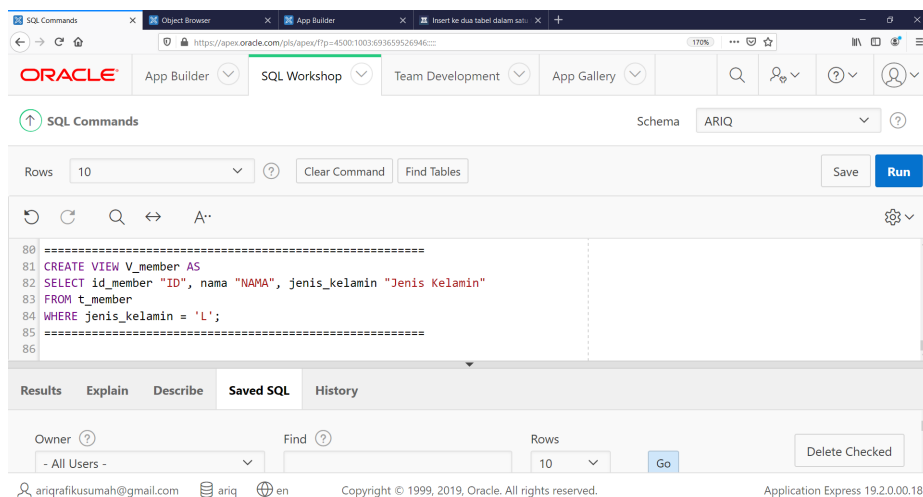 SQL Commands
Object Browser
App Builder
Insert ke dua tabel dalam satu
https://apex.oracle.com/pls/apex/f?p=4500:1003:693659526946::::
170%
ORACLE
App Builder
SQL Workshop
Team Development
App Gallery
SQL Commands
Schema
ARIQ
Rows
10
Clear Command
Find Tables
Save
Run
80 ========================================================
81 CREATE VIEW V_member AS
82 SELECT id_member "ID", nama "NAMA", jenis_kelamin "Jenis Kelamin"
83 FROM t_member
84 WHERE jenis_kelamin = 'L';
85 ========================================================
86
Results Explain Describe Saved SQL History
Owner
Find
Rows
- All Users -
10
Go
Delete Checked
ariqrafikusumah@gmail.com ariq en Copyright © 1999, 2019, Oracle. All rights reserved. Application Express 19.2.0.00.18